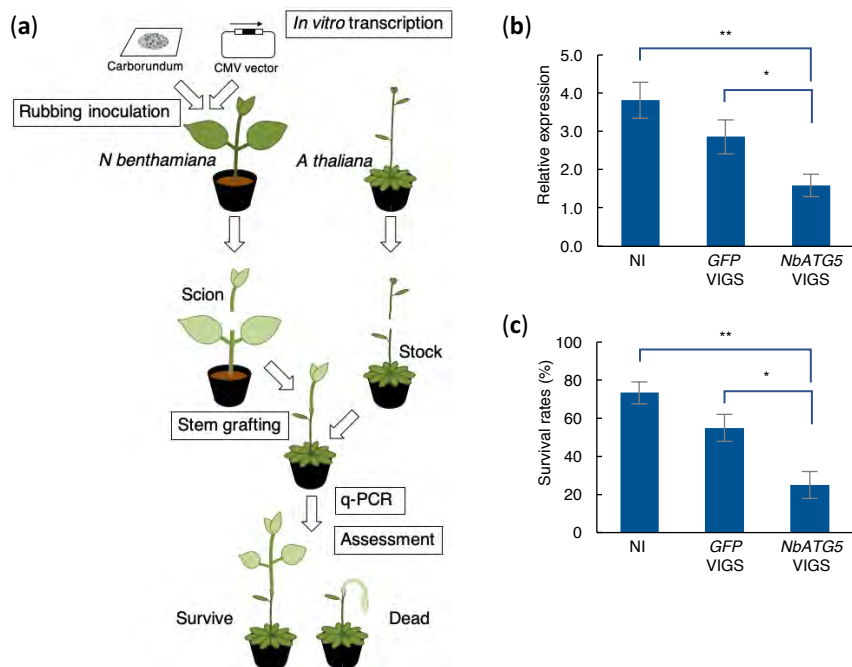 (a)
In vitro transcription
Carborundum
CMV vector
Rubbing inoculation
N benthamiana
A thaliana
Scion
Stock
Stem grafting
q-PCR
Assessment
Survive
Dead
(b)
**
*
Relative expression
5.0
4.0
3.0
2.0
1.0
0.0
NI
GFP
VIGS
NbATG5
VIGS
(c)
**
*
Survival rates (%)
100
80
60
40
20
0
NI
GFP
VIGS
NbATG5
VIGS